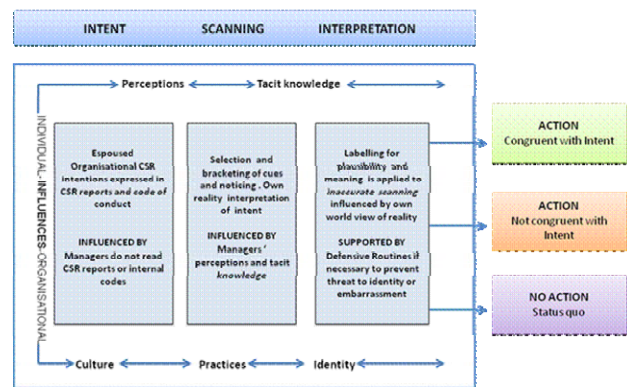 INTENT SCANNING INTERPRETATION
Perceptions Tacit knowledge
INDIVIDUAL-INFLUENCES-ORGANISATIONAL
Espoused
Organisational CSR
intentions expressed in
CSR reports and code of
conduct
INFLUENCED BY
Managers do not read
CSR reports or internal
codes
Selection and
bracketing of cues
and noticing . Own
reality interpretation
of intent
INFLUENCED BY
Managers'
perceptions and tacit
knowledge
Labelling for
plausibility and
meaning is applied to
inaccurate scanning
influenced by own
world view of reality
SUPPORTED BY
Defensive Routines if
necessary to prevent
threat to identity or
embarrassment
Culture Practices Identity
ACTION
Congruent with Intent
ACTION
Not congruent with
Intent
NO ACTION
Status quo